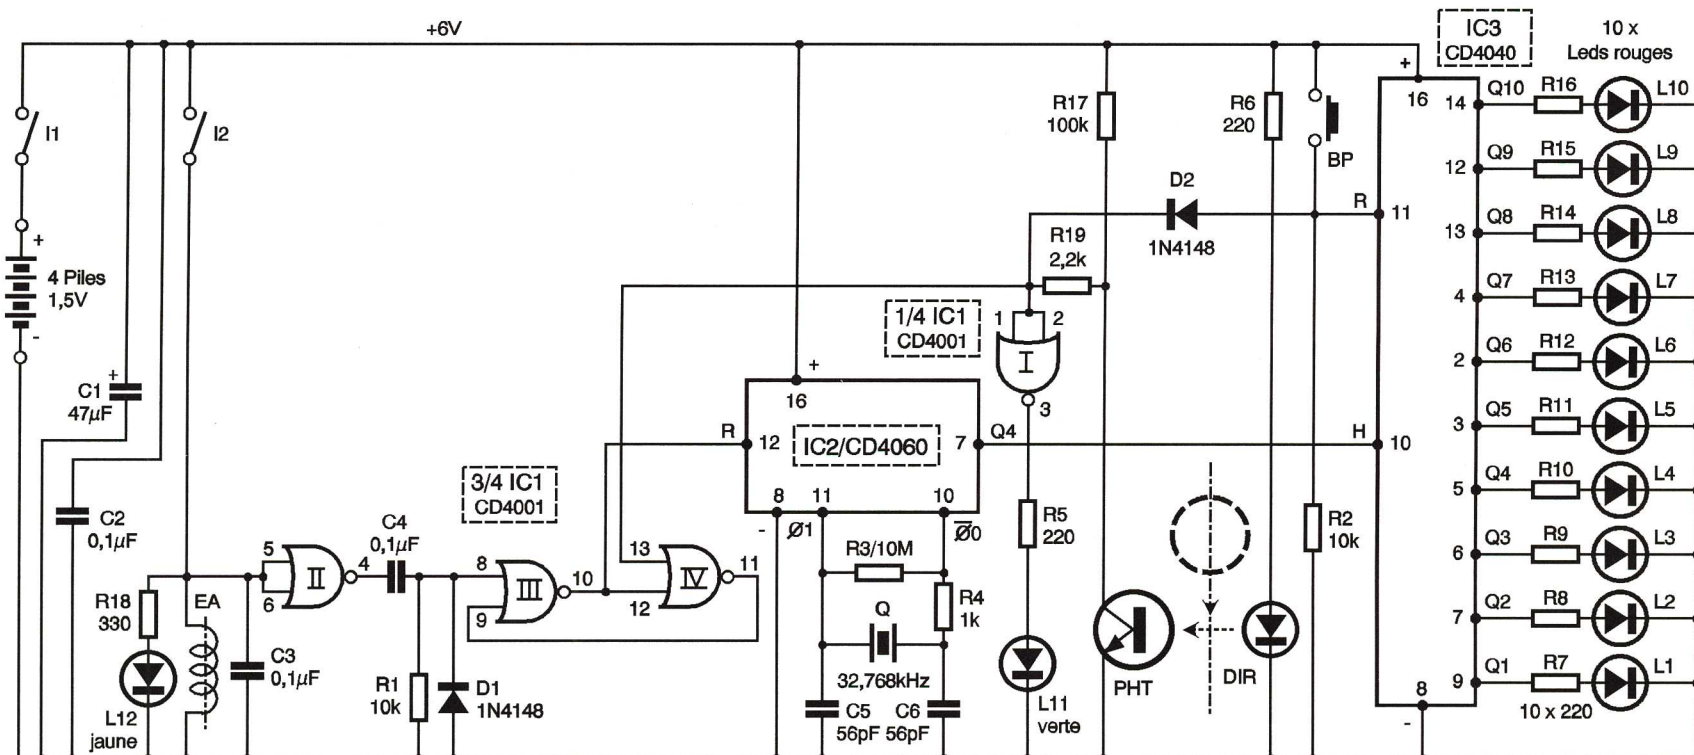 +6V
IC3
CD4040
10 x
Leds rouges
I1
I2
R17
100k
R6
220
BP
+
16
14
Q10
R16
L10
12
Q9
R15
L9
D2
1N4148
R
11
13
Q8
R14
L8
+
4 Piles
1,5V
-
R19
2,2k
4
Q7
R13
L7
1/4 IC1
CD4001
1
2
I
3
2
Q6
R12
L6
+
C1
47µF
+
16
3
Q5
R11
L5
R
12
IC2/CD4060
7
Q4
H
10
3/4 IC1
CD4001
8
11
10
5
Q4
R10
L4
C2
0,1µF
C4
0,1µF
-
Ø1
Ø̅0
R5
220
R2
10k
5
6
II
4
8
9
III
10
13
12
IV
11
R3/10M
6
Q3
R9
L3
R18
330
EA
Q
R4
1k
7
Q2
R8
L2
C3
0,1µF
R1
10k
D1
1N4148
32,768kHz
PHT
DIR
9
Q1
R7
L1
L12
jaune
C5
56pF
C6
56pF
L11
verte
8
-
10 x 220